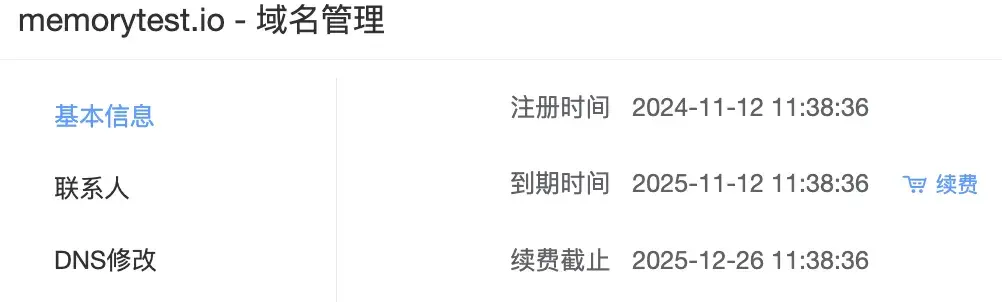 memorytest.io - 域名管理
基本信息
联系人
DNS修改
注册时间 2024-11-12 11:38:36
到期时间 2025-11-12 11:38:36 续费
续费截止 2025-12-26 11:38:36